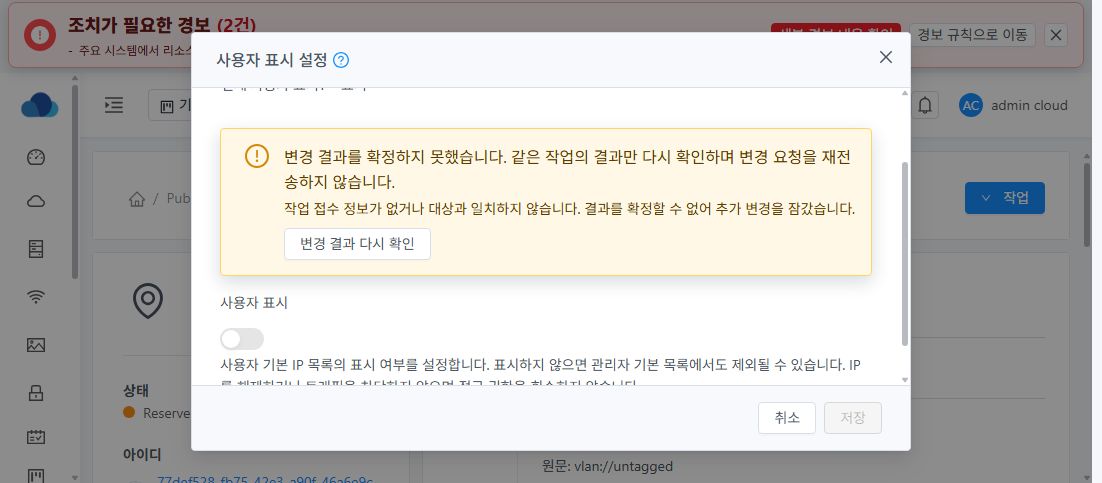 조치가 필요한 경보 (2건)
- 주요 시스템에서 리소스
경보 규칙으로 이동
사용자 표시 설정
AC admin cloud
변경 결과를 확정하지 못했습니다. 같은 작업의 결과만 다시 확인하며 변경 요청을 재전
송하지 않습니다.
작업 접수 정보가 없거나 대상과 일치하지 않습니다. 결과를 확정할 수 없어 추가 변경을 잠갔습니다.
변경 결과 다시 확인
/ Pub
작업
사용자 표시
사용자 기본 IP 목록의 표시 여부를 설정합니다. 표시하지 않으면 관리자 기본 목록에서도 제외될 수 있습니다. IP
상태
Reserve
취소
저장
아이디
원문: vlan://untagged
77def528-fb75-42e3-a90f-46a6e9c